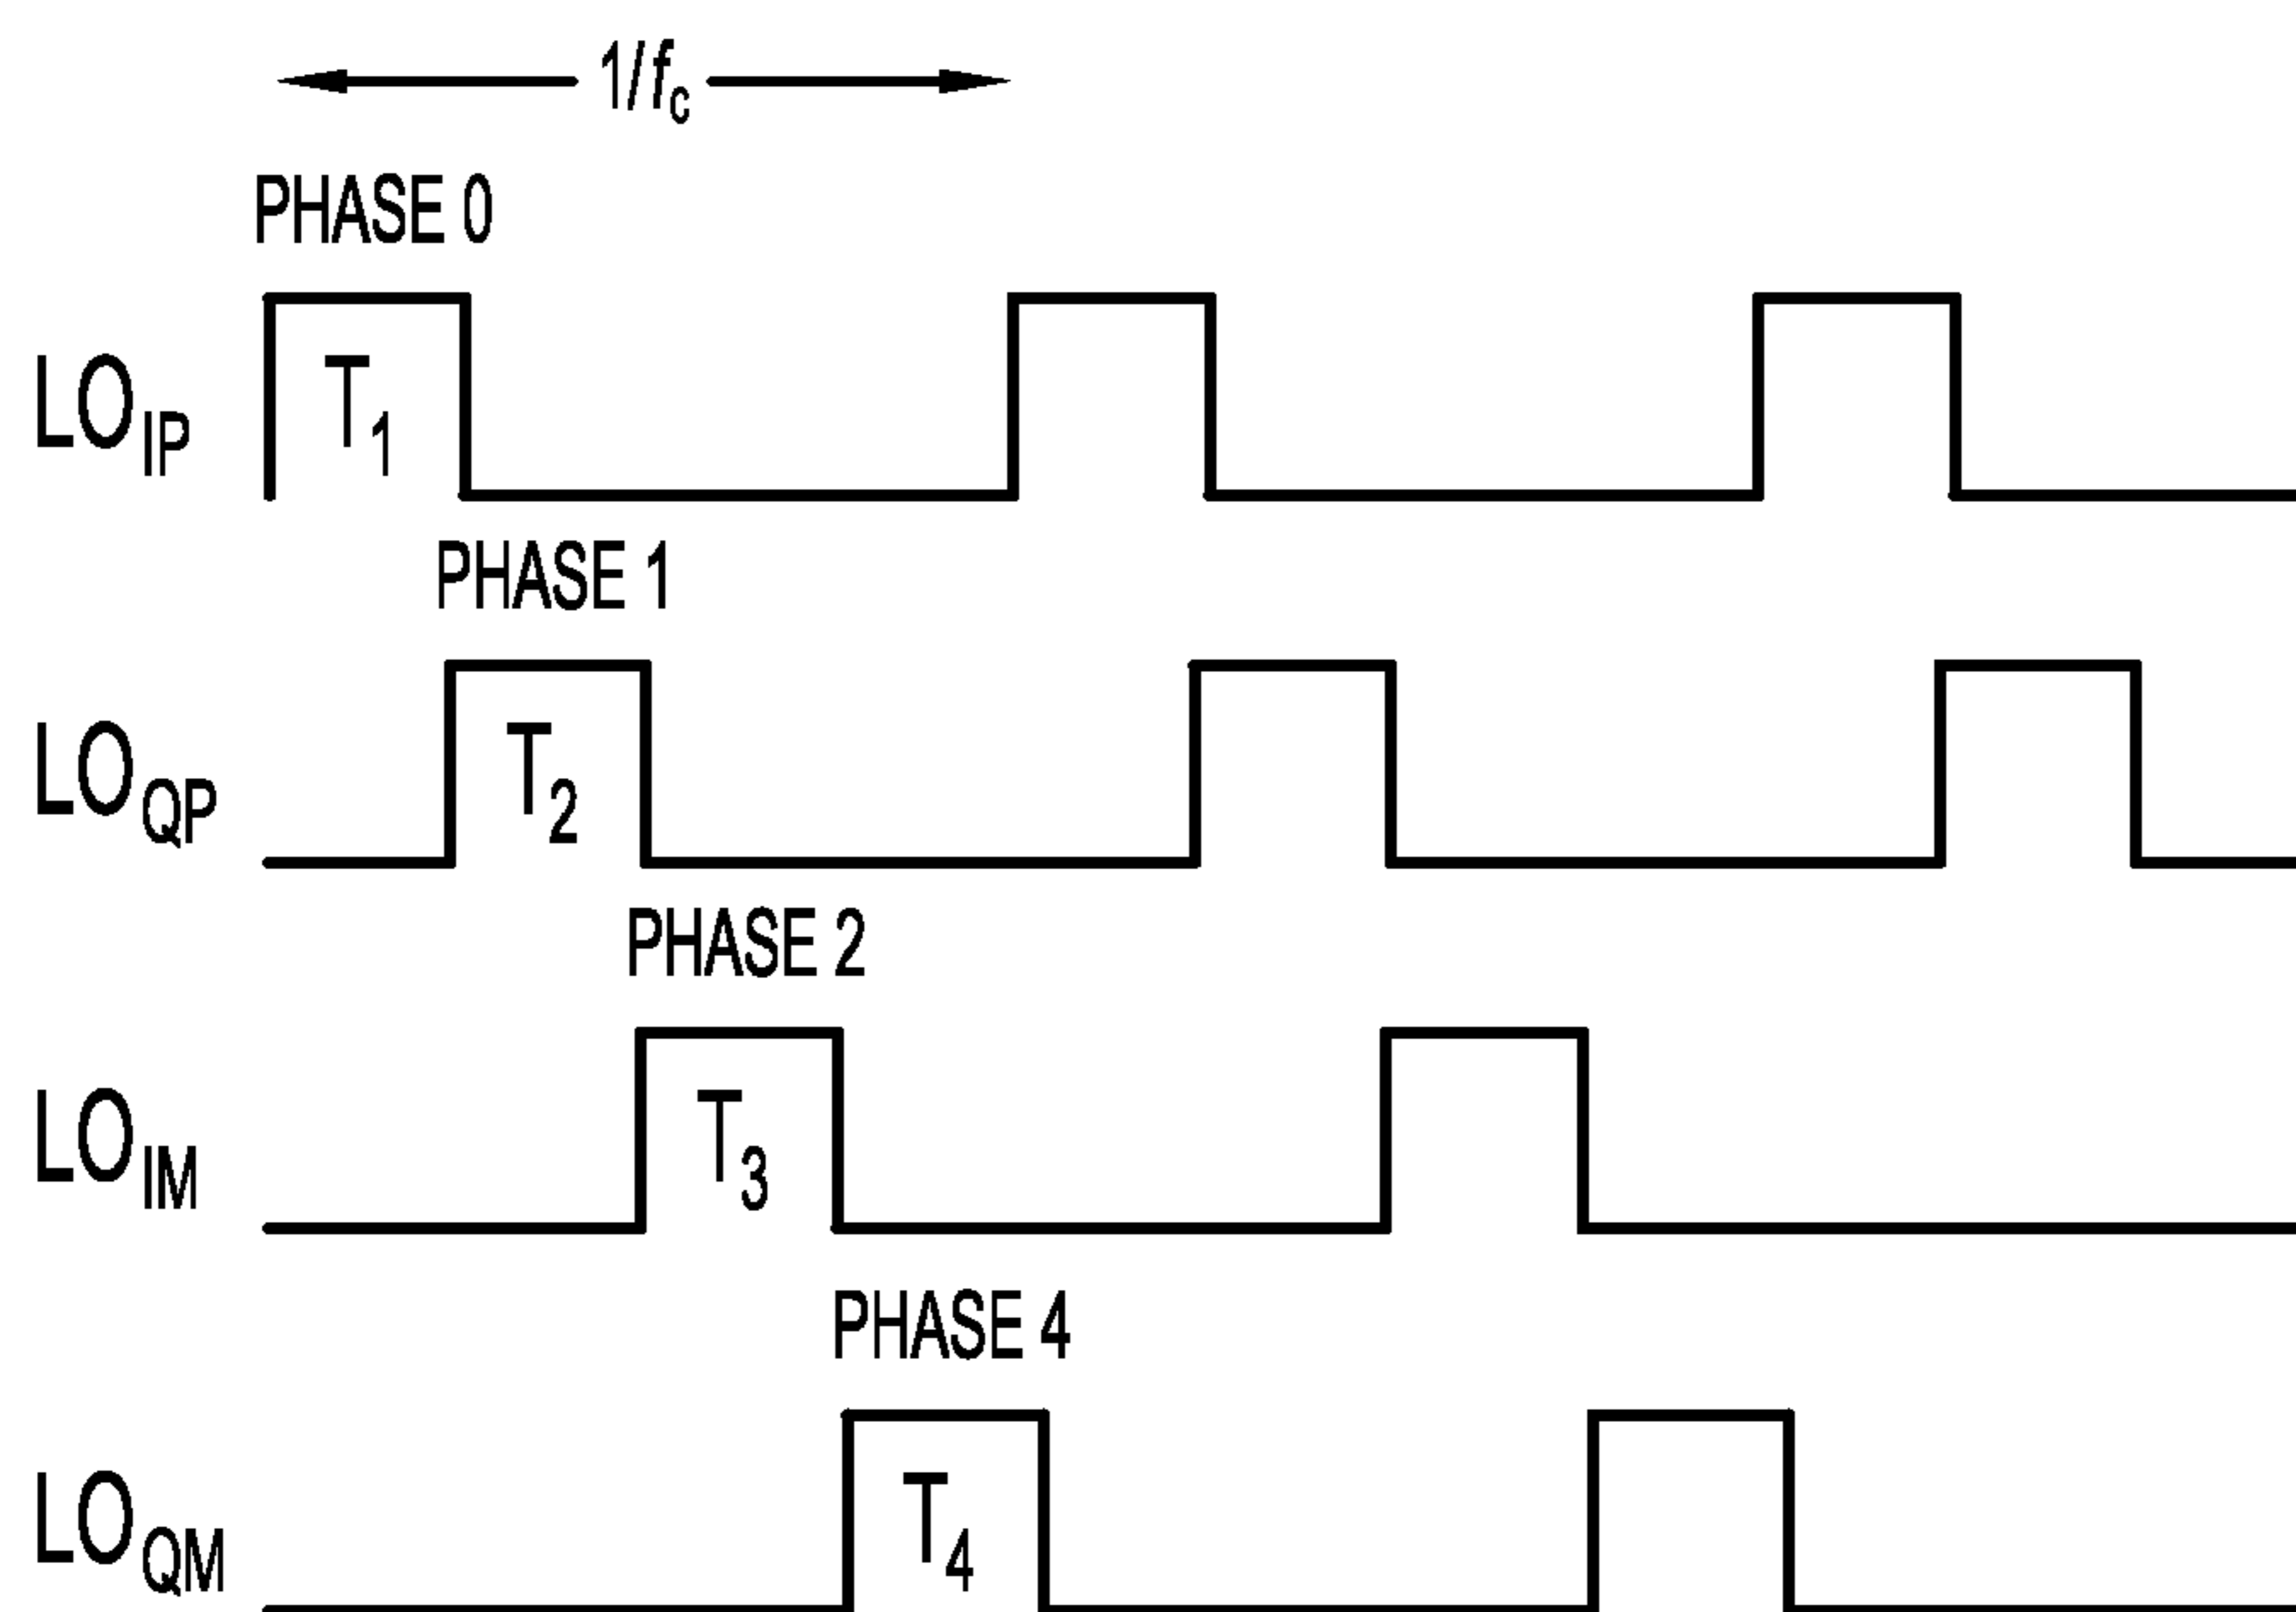 1/fc
PHASE 0
LOIP
T1
PHASE 1
LOQP
T2
PHASE 2
LOIM
T3
PHASE 4
LOQM
T4